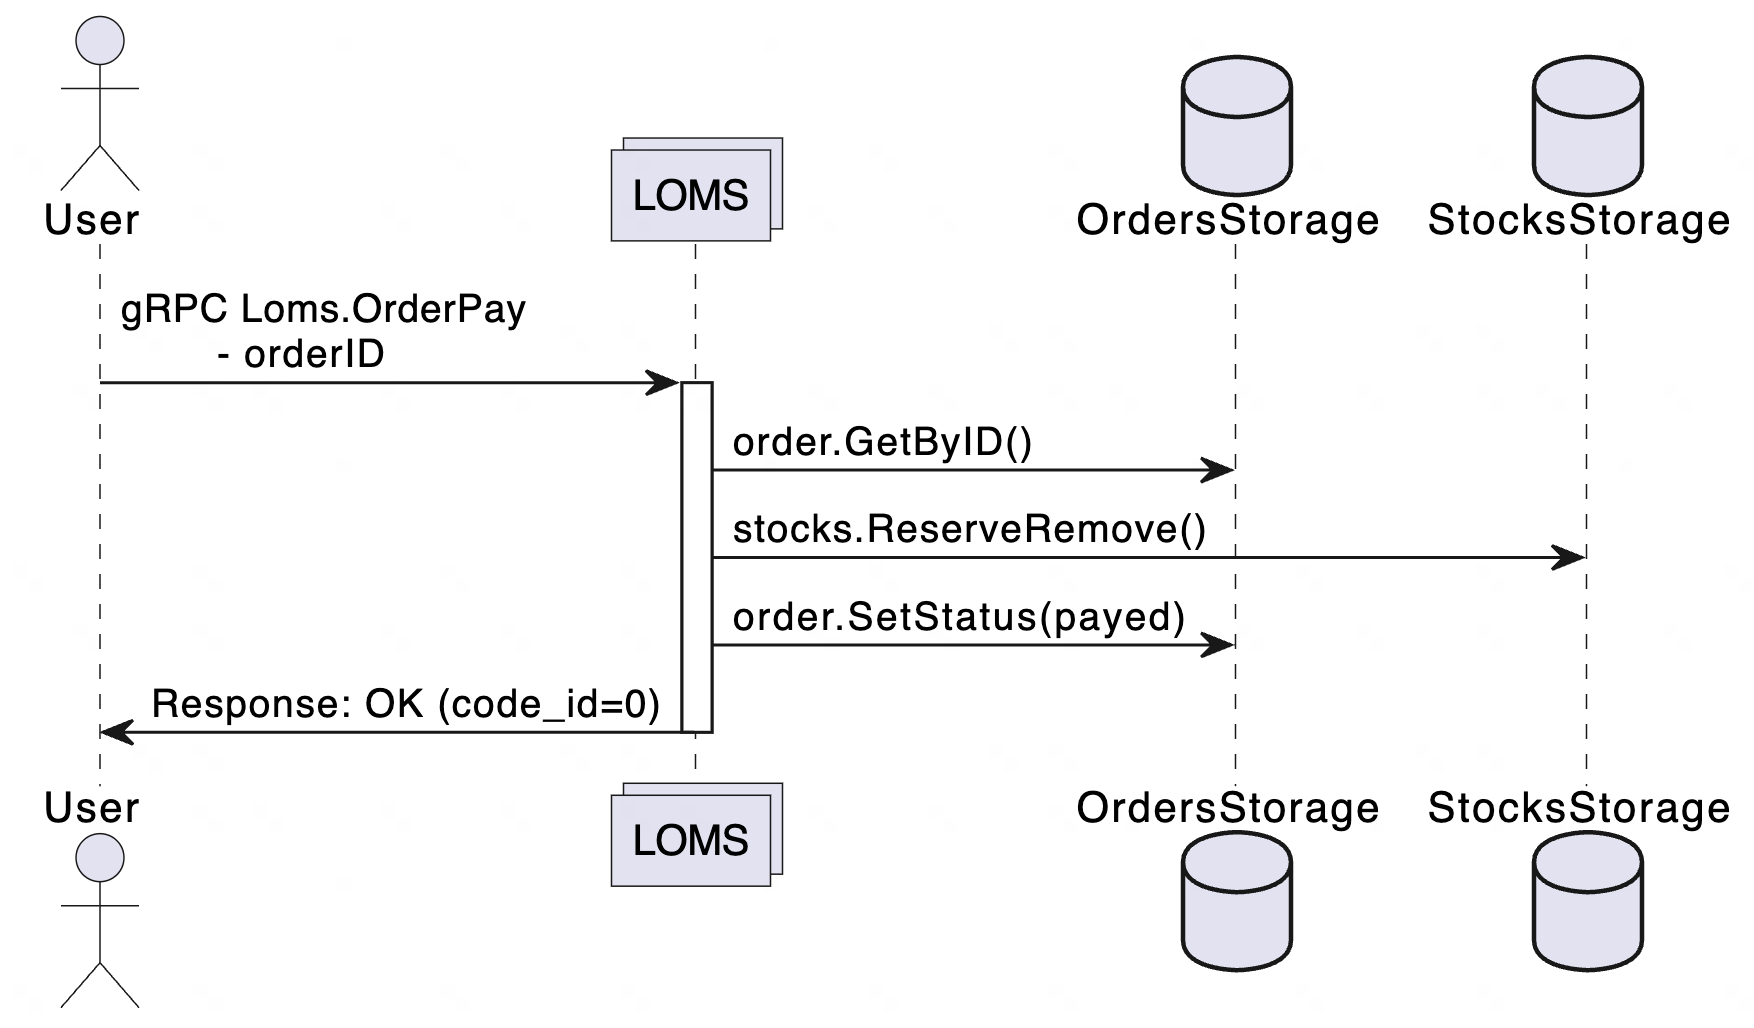 User
LOMS
OrdersStorage
StocksStorage
gRPC Loms.OrderPay
- orderID
order.GetByID()
stocks.ReserveRemove()
order.SetStatus(payed)
Response: OK (code_id=0)
User
LOMS
OrdersStorage
StocksStorage